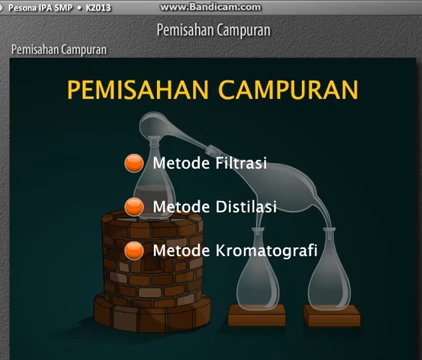 Pesona IPA SMP • K2013
www.Bandicam.com
Pemisahan Campuran
Pemisahan Campuran
PEMISAHAN CAMPURAN
Metode Filtrasi
Metode Distilasi
Metode Kromatografi